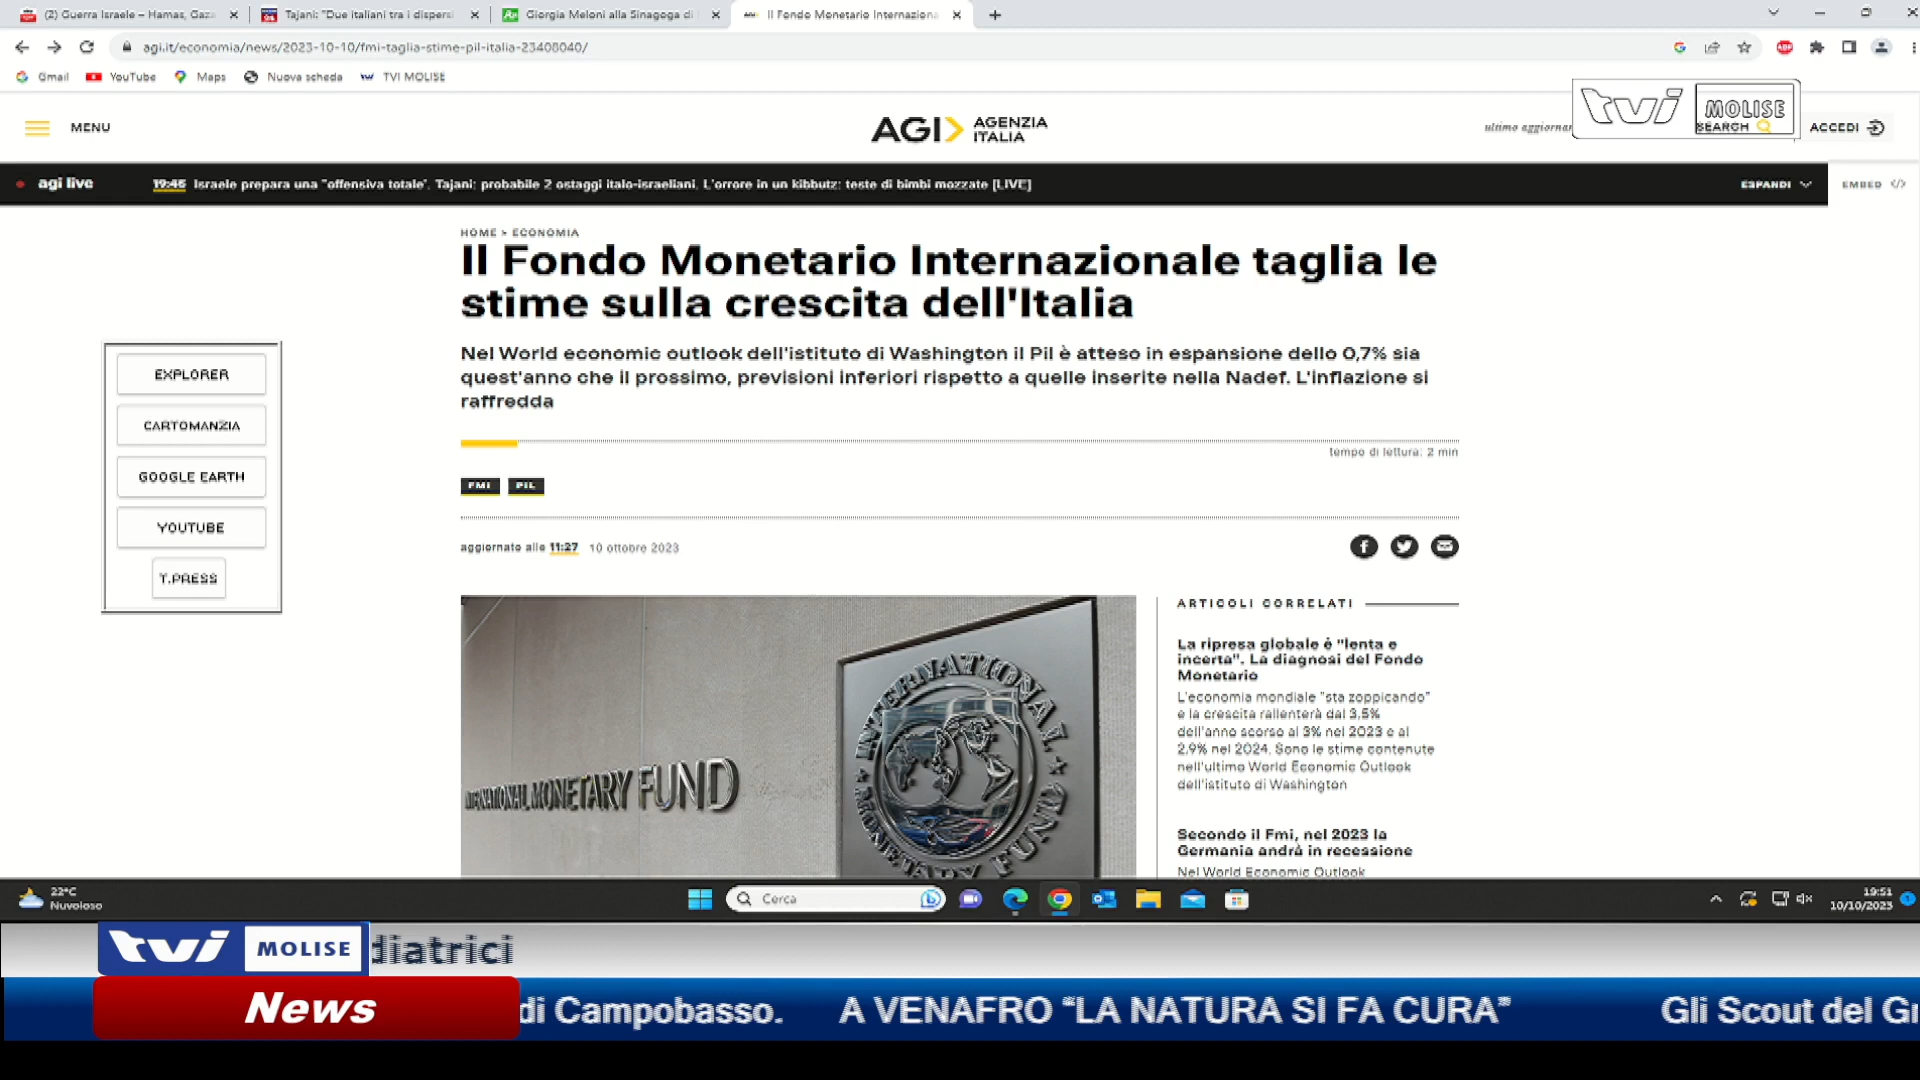 (2) Guerra Israele – Hamas, Gaza
Tajani: "Due italiani tra i dispersi
Giorgia Meloni alla Sinagoga di
Il Fondo Monetario Internaziona
agi.it/economia/news/2023-10-10/fmi-taglia-stime-pil-italia-23408040/
Gmail YouTube Maps Nuova scheda TVI MOLISE
MENU
AGI> AGENZIA
ITALIA
ultimo aggiornam
tvi MOLISE
SEARCH
ACCEDI
agi live
19:46 Israele prepara una "offensiva totale". Tajani: probabile 2 ostaggi italo-israeliani. L'orrore in un kibbutz: teste di bimbi mozzate [LIVE]
ESPANDI
EMBED </>
HOME > ECONOMIA
Il Fondo Monetario Internazionale taglia le
stime sulla crescita dell'Italia
Nel World economic outlook dell'istituto di Washington il Pil è atteso in espansione dello 0,7% sia
quest'anno che il prossimo, previsioni inferiori rispetto a quelle inserite nella Nadef. L'inflazione si
raffredda
tempo di lettura: 2 min
FMI PIL
aggiornato alle 11:27 10 ottobre 2023
EXPLORER
CARTOMANZIA
GOOGLE EARTH
YOUTUBE
T.PRESS
INTERNATIONAL MONETARY FUND
INTERNATIONAL MONETARY FUND
ARTICOLI CORRELATI
La ripresa globale è "lenta e
incerta". La diagnosi del Fondo
Monetario
L'economia mondiale "sta zoppicando"
e la crescita rallenterà dal 3,5%
dell'anno scorso al 3% nel 2023 e al
2,9% nel 2024. Sono le stime contenute
nell'ultimo World Economic Outlook
dell'istituto di Washington
Secondo il Fmi, nel 2023 la
Germania andrà in recessione
Nel World Economic Outlook
22°C
Nuvoloso
Cerca
19:51
10/10/2023
tvi MOLISE
diatrici
News
di Campobasso. A VENAFRO “LA NATURA SI FA CURA” Gli Scout del Gr